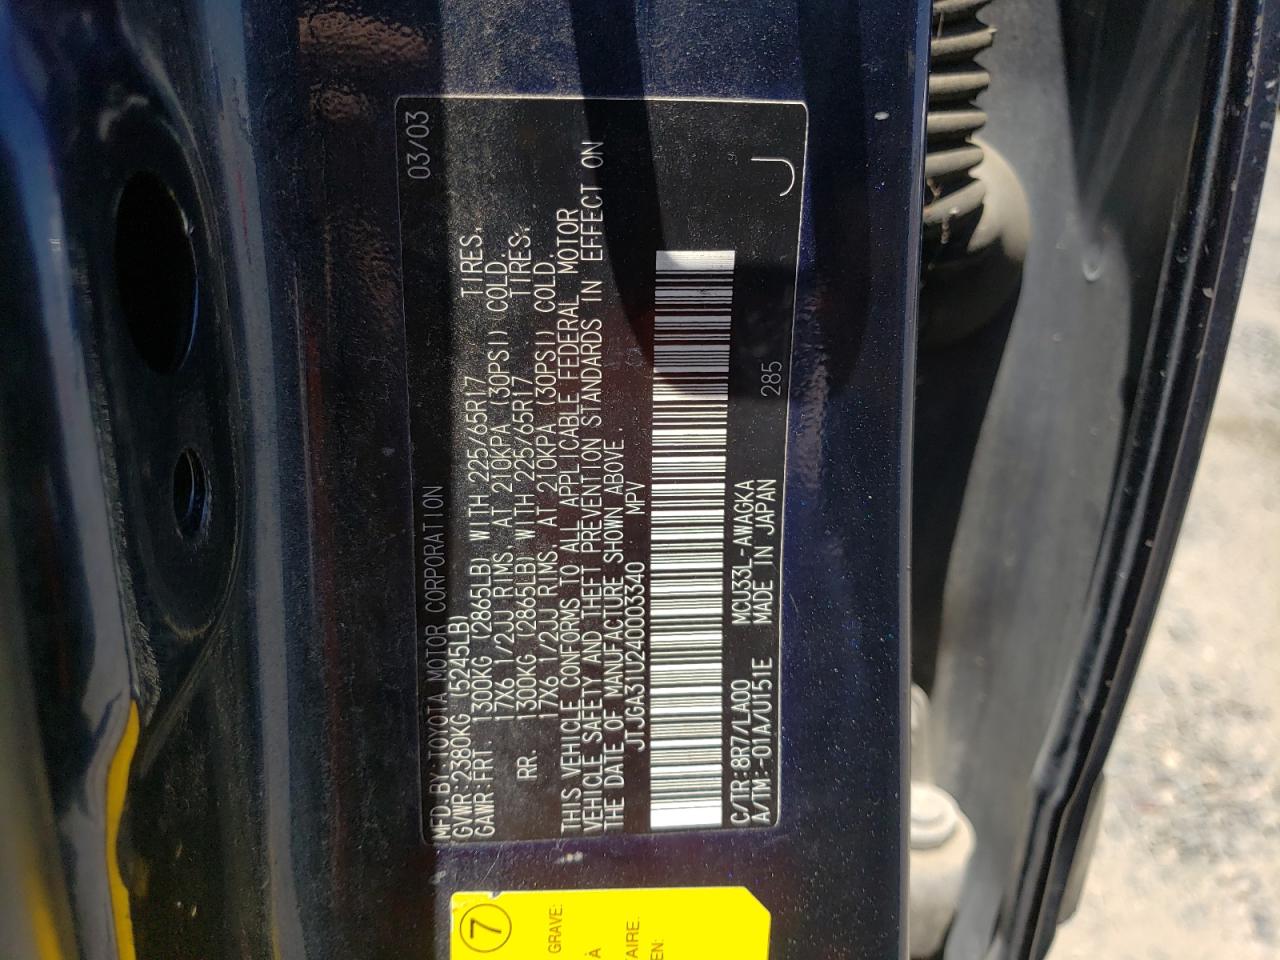 MFD.BY:TOYOTA MOTOR CORPORATION 03/03
GVWR:2380KG (5245LB)
GAWR:FRT. 1300KG (2865LB) WITH 225/65R17 TIRES,
17X6 1/2JJ RIMS, AT 210KPA (30PSI) COLD.
RR. 1300KG (2865LB) WITH 225/65R17 TIRES,
17X6 1/2JJ RIMS, AT 210KPA (30PSI) COLD.
THIS VEHICLE CONFORMS TO ALL APPLICABLE FEDERAL MOTOR
VEHICLE SAFETY AND THEFT PREVENTION STANDARDS IN EFFECT ON
THE DATE OF MANUFACTURE SHOWN ABOVE.
JTJGA31U240003340 MPV
C/TR:8R7/LA00 MCU33L-AWAGKA
A/TM:-01A/U151E MADE IN JAPAN 285 J
7
GRAVE:
À
TAIRE.
EN: